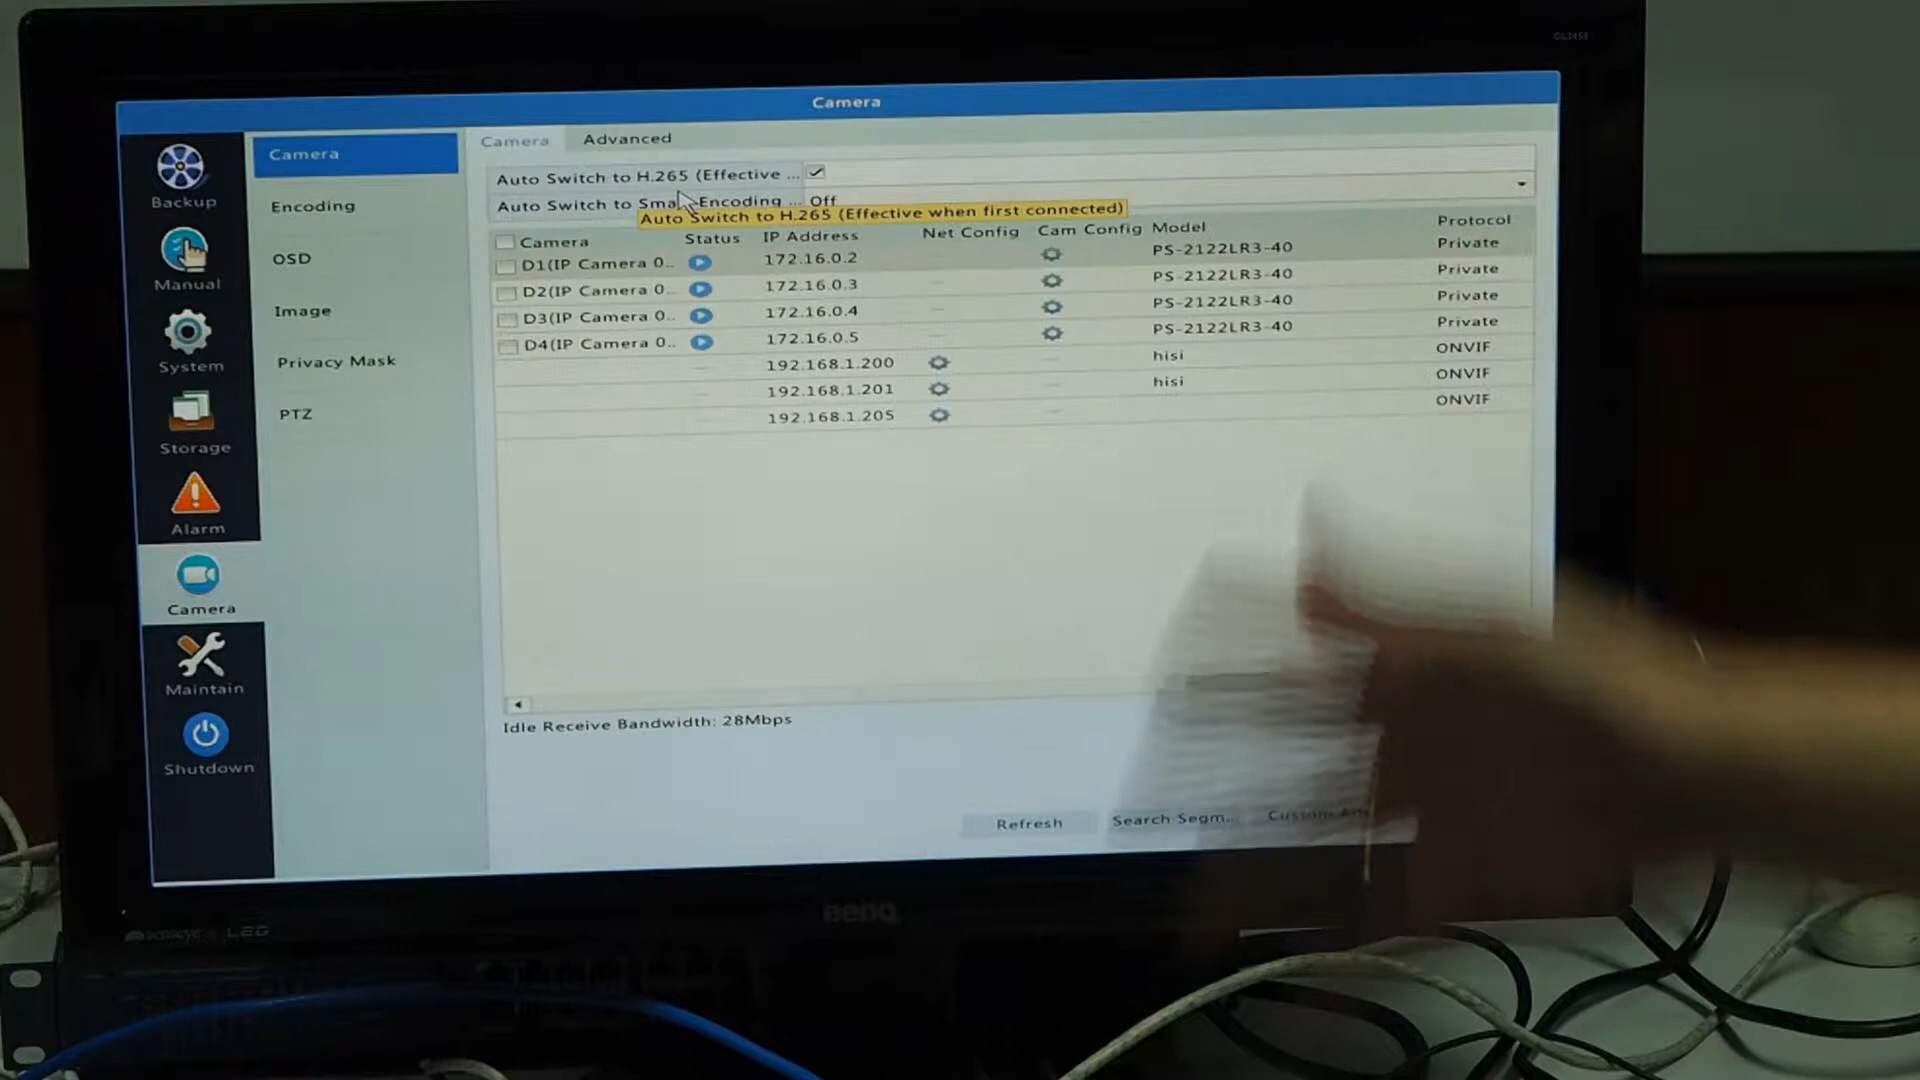 GL2450
Camera
Camera Advanced
Camera
Encoding
OSD
Image
Privacy Mask
PTZ
Backup
Manual
System
Storage
Alarm
Camera
Maintain
Shutdown
Auto Switch to H.265 (Effective ...
Auto Switch to Sma Encoding ... Off
Auto Switch to H.265 (Effective when first connected)
Camera Status IP Address Net Config Cam Config Model Protocol
D1(IP Camera 0.. 172.16.0.2 PS-2122LR3-40 Private
D2(IP Camera 0.. 172.16.0.3 — PS-2122LR3-40 Private
D3(IP Camera 0.. 172.16.0.4 — PS-2122LR3-40 Private
D4(IP Camera 0.. 172.16.0.5 — PS-2122LR3-40 Private
— 192.168.1.200 — hisi ONVIF
— 192.168.1.201 — hisi ONVIF
— 192.168.1.205 — ONVIF
Idle Receive Bandwidth: 28Mbps
Refresh Search Segm... Custom
BenQ
senseye LED